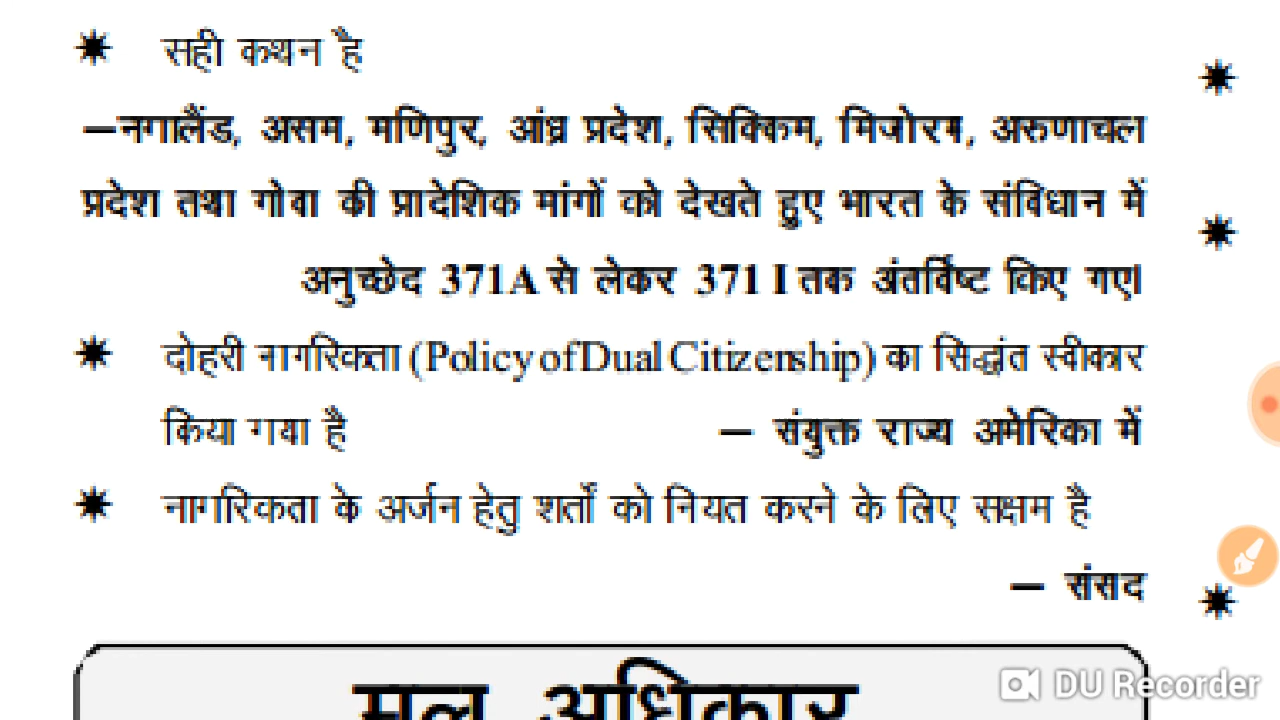 ✷ सही कथन है
—नगालैंड, असम, मणिपुर, आंध्र प्रदेश, सिक्किम, मिजोरम, अरुणाचल
प्रदेश तथा गोवा की प्रादेशिक मांगों को देखते हुए भारत के संविधान में
अनुच्छेद 371A से लेकर 371 I तक अंतर्विष्ट किए गए।
✷ दोहरी नागरिकता (Policy of Dual Citizenship) का सिद्धांत स्वीकार
किया गया है — संयुक्त राज्य अमेरिका में
✷ नागरिकता के अर्जन हेतु शर्तों को नियत करने के लिए सक्षम है
— संसद
मूल अधिकार
DU Recorder